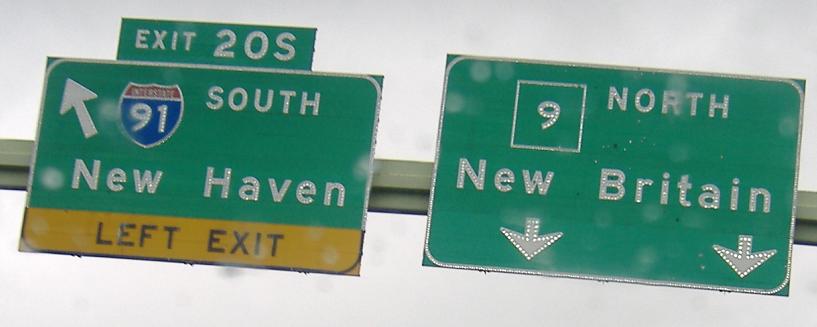 EXIT 20S
INTERSTATE
91 SOUTH
New Haven
LEFT EXIT
9 NORTH
New Britain